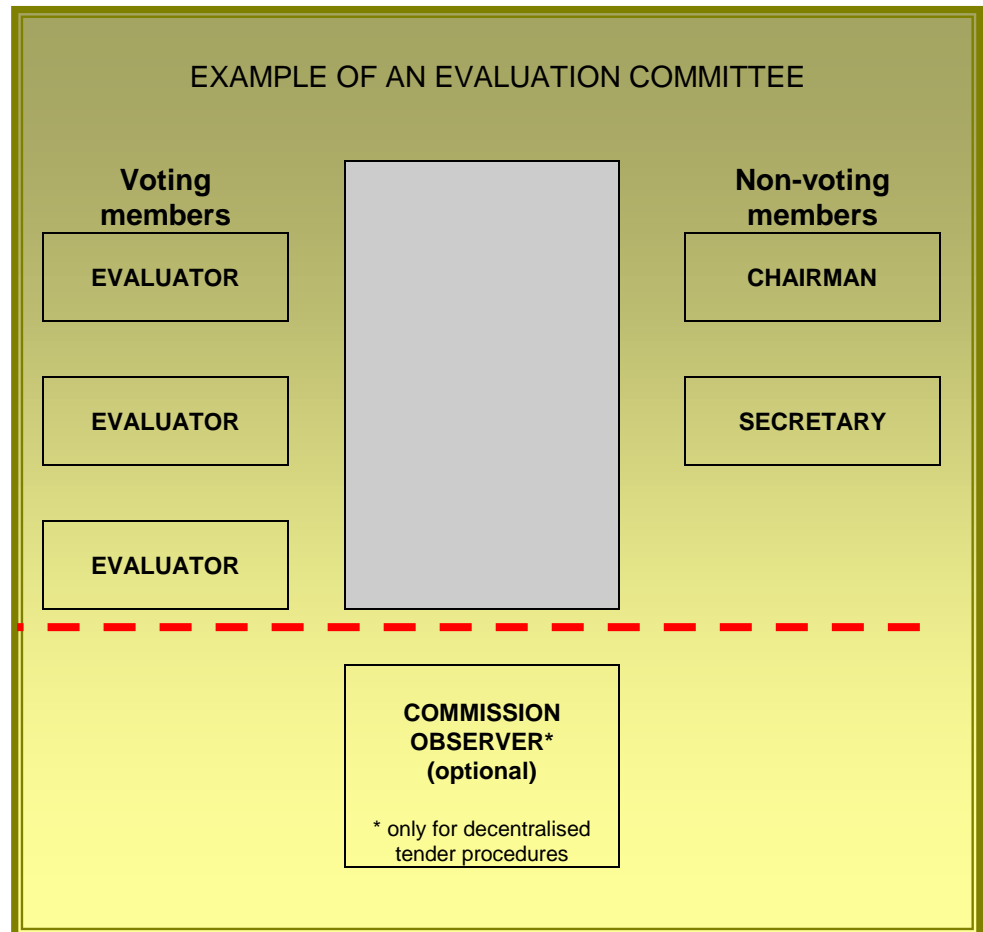 EXAMPLE OF AN EVALUATION COMMITTEE
Voting
members
EVALUATOR
EVALUATOR
EVALUATOR
Non-voting
members
CHAIRMAN
SECRETARY
COMMISSION
OBSERVER*
(optional)
* only for decentralised
tender procedures